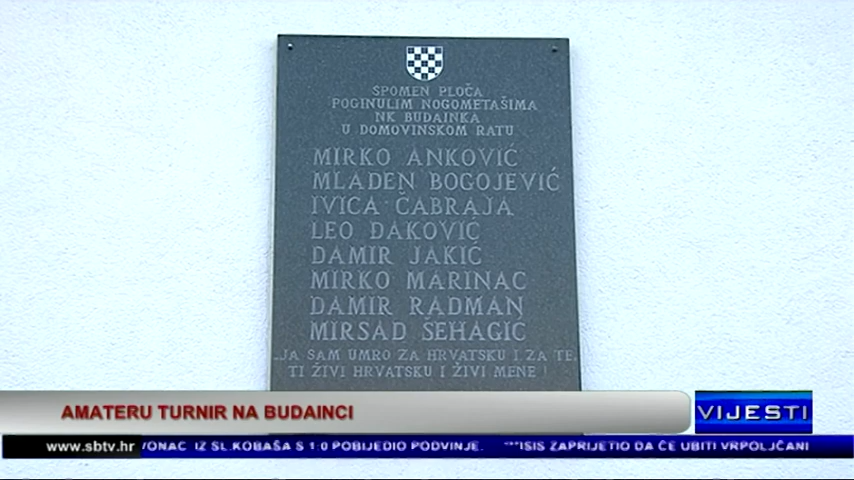 SPOMEN PLOČA
POGINULIM NOGOMETAŠIMA
NK BUDAINKA
U DOMOVINSKOM RATU
MIRKO ANKOVIĆ
MLADEN BOGOJEVIĆ
IVICA ČABRAJA
LEO ĐAKOVIĆ
DAMIR JAKIĆ
MIRKO MARINAC
DAMIR RADMAN
MIRSAD ŠEHAGIĆ
„JA SAM UMRO ZA HRVATSKU I ZA TE.
TI ŽIVI HRVATSKU I ŽIVI MENE!
AMATERU TURNIR NA BUDAINCI
VIJESTI
www.sbtv.hr VONAC IZ SL.KOBAŠA S 1:0 POBIJEDIO PODVINJE. ISIS ZAPRIJETIO DA ĆE UBITI VRPOLJČANI